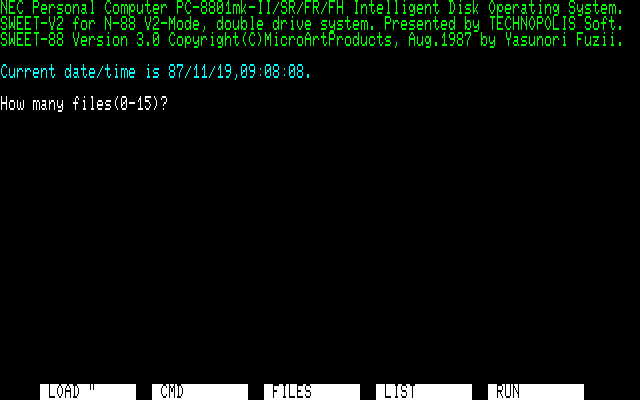 NEC Personal Computer PC-8801mk-II/SR/FR/FH Intelligent Disk Operating System.
SWEET-V2 for N-88 V2-Mode, double drive system. Presented by TECHNOPOLIS Soft.
SWEET-88 Version 3.0 Copyright(C)MicroArtProducts, Aug.1987 by Yasunori Fuzii.
Current date/time is 87/11/19,09:08:08.
How many files(0-15)?
LOAD " CMD FILES LIST RUN